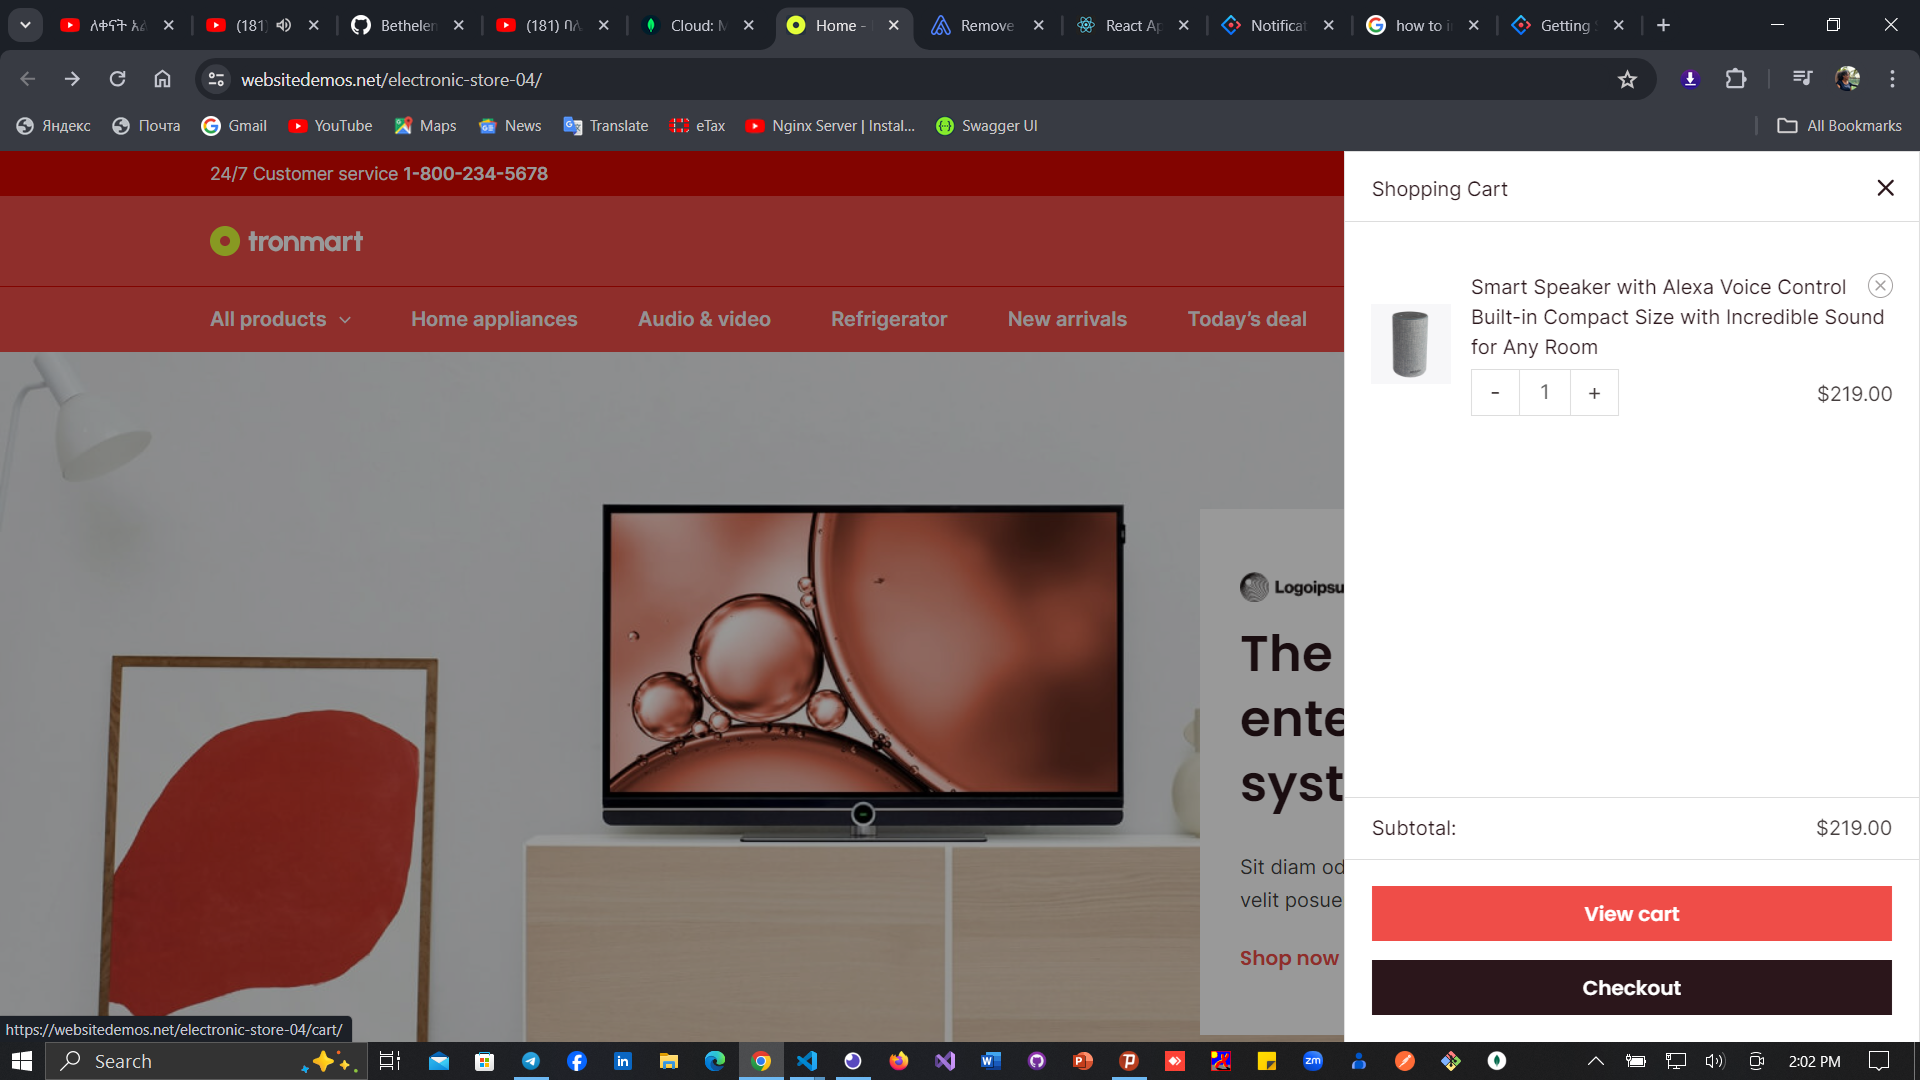 ለቀናት
(181)
Bethelem
(181)
Cloud: M
Home -
Remove
React Ap
Notificat
how to i
Getting
websitedemos.net/electronic-store-04/
Яндекс
Почта
Gmail
YouTube
Maps
News
Translate
eTax
Nginx Server | Instal...
Swagger UI
All Bookmarks
24/7 Customer service 1-800-234-5678
tronmart
All products
Home appliances
Audio & video
Refrigerator
New arrivals
Today's deal
Logoipsu
The
ente
syst
Sit diam od
velit posue
Shop now
Shopping Cart
Smart Speaker with Alexa Voice Control
Built-in Compact Size with Incredible Sound
for Any Room
- 1 +
$219.00
Subtotal:
$219.00
View cart
Checkout
https://websitedemos.net/electronic-store-04/cart/
Search
2:02 PM